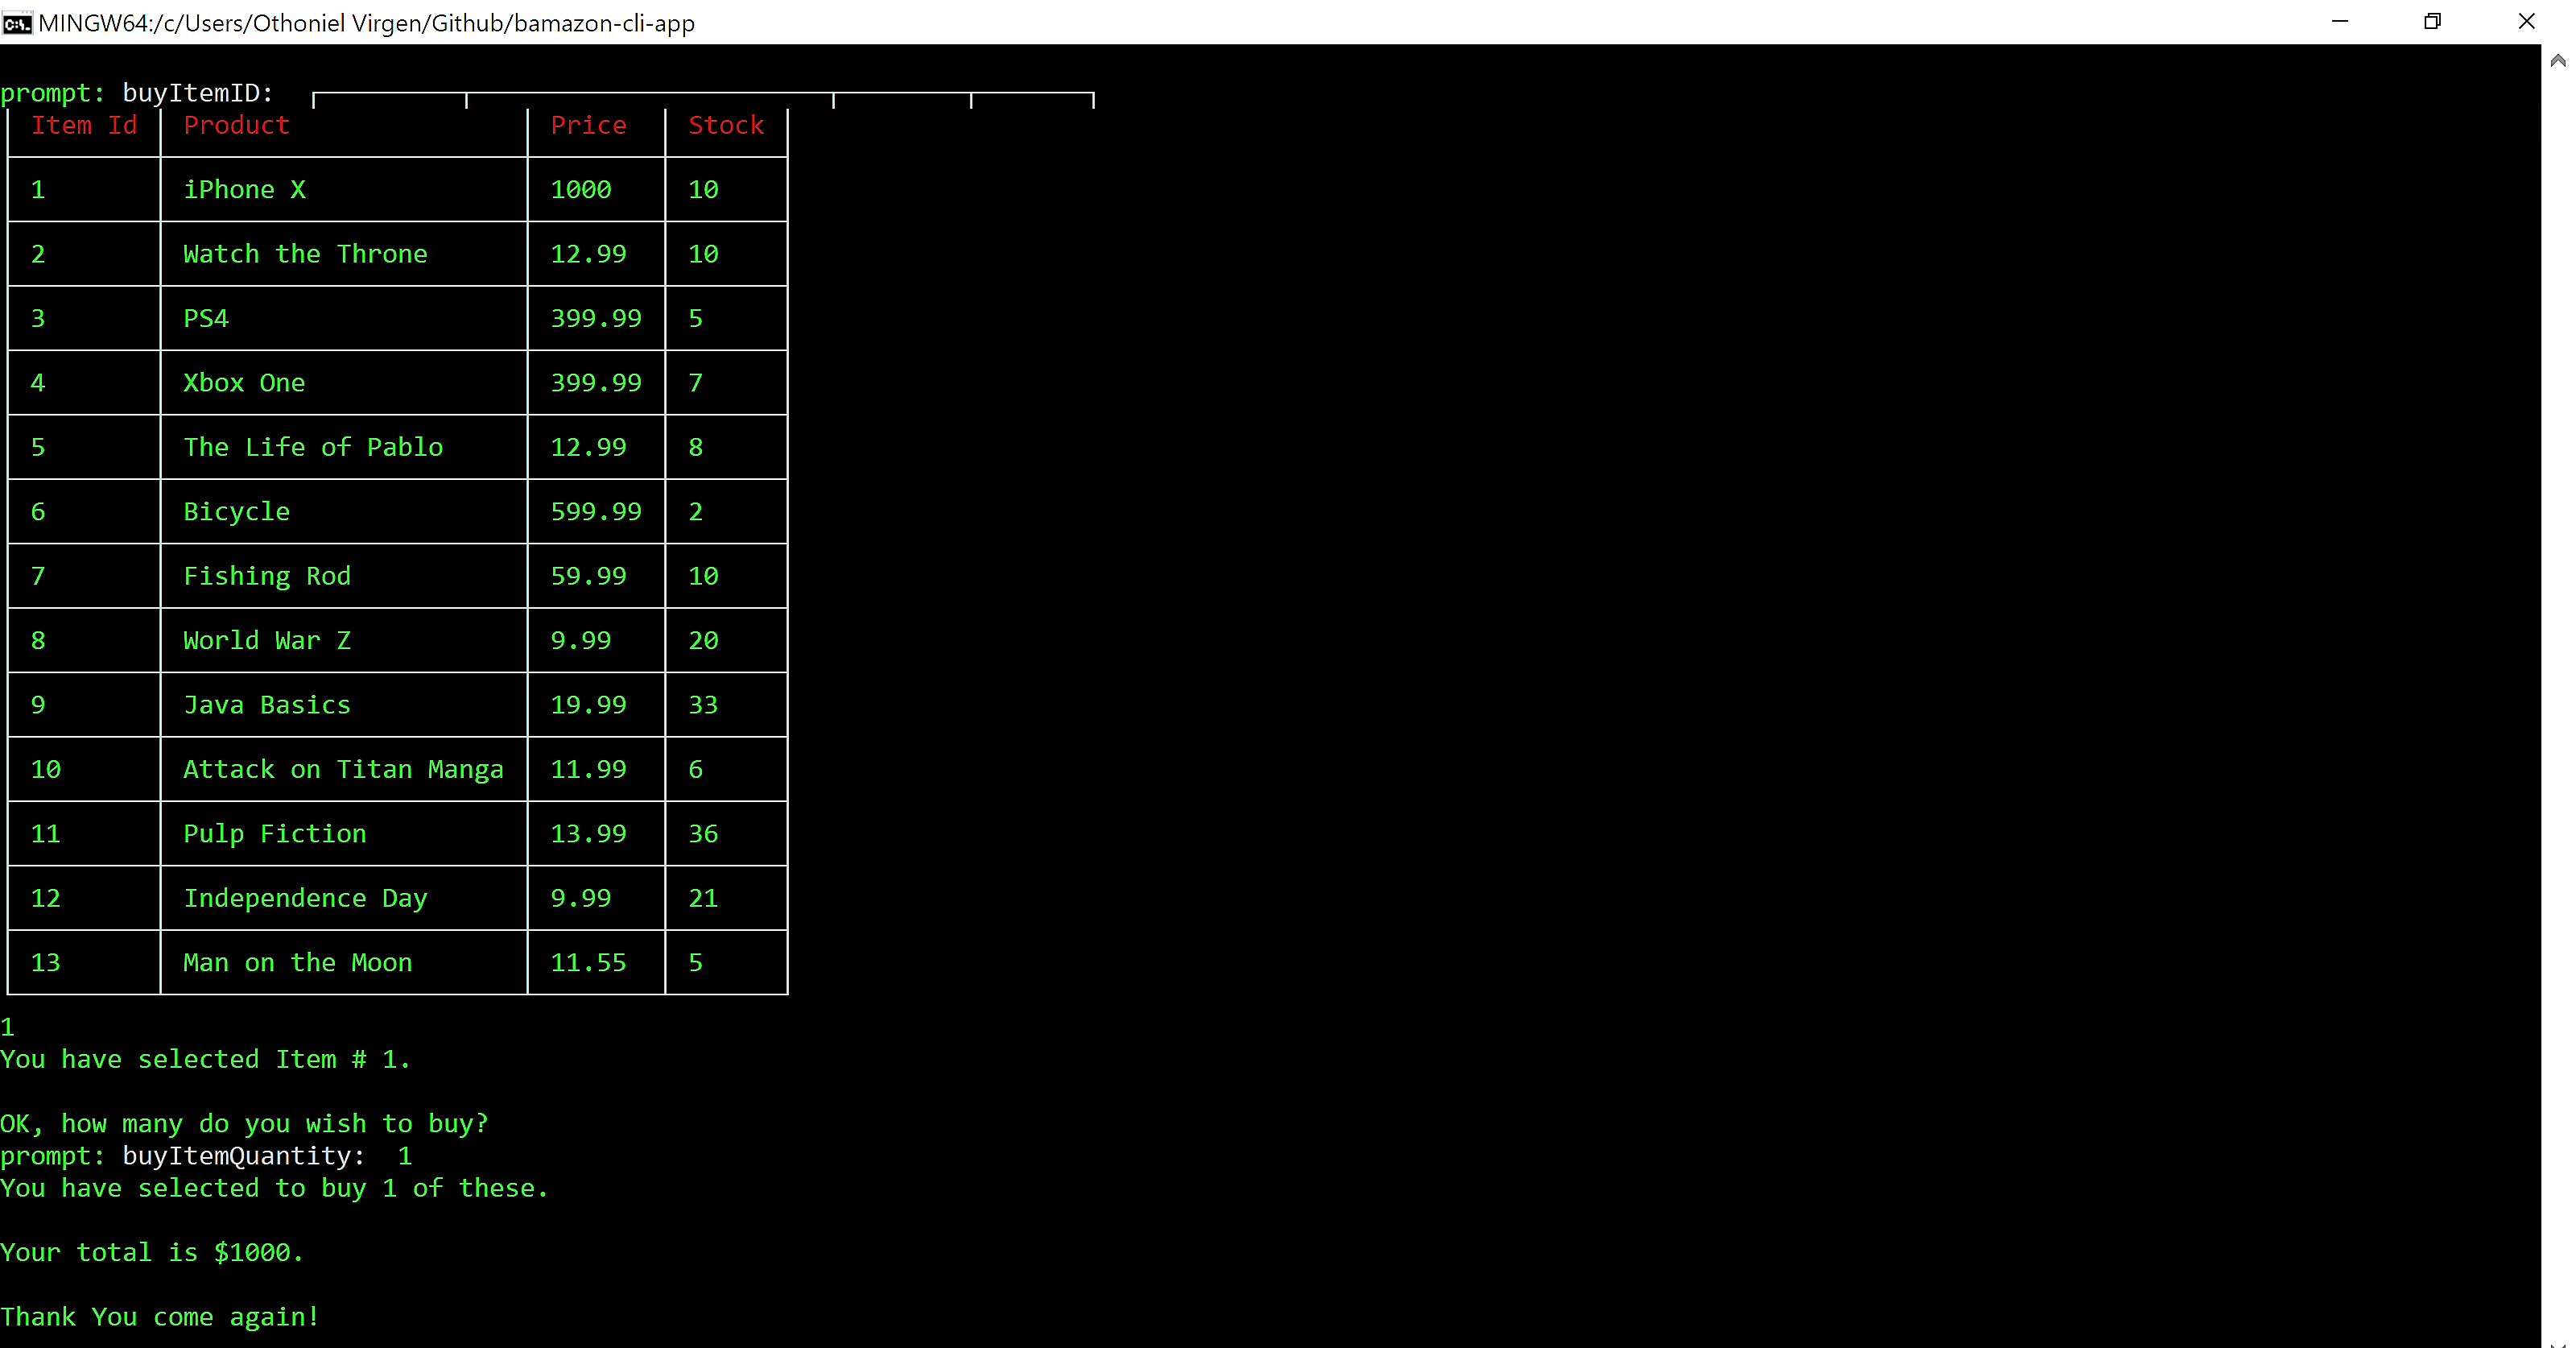 MINGW64:/c/Users/Othoniel Virgen/Github/bamazon-cli-app
prompt: buyItemID:
Item Id Product Price Stock
1 iPhone X 1000 10
2 Watch the Throne 12.99 10
3 PS4 399.99 5
4 Xbox One 399.99 7
5 The Life of Pablo 12.99 8
6 Bicycle 599.99 2
7 Fishing Rod 59.99 10
8 World War Z 9.99 20
9 Java Basics 19.99 33
10 Attack on Titan Manga 11.99 6
11 Pulp Fiction 13.99 36
12 Independence Day 9.99 21
13 Man on the Moon 11.55 5
1
You have selected Item # 1.
OK, how many do you wish to buy?
prompt: buyItemQuantity: 1
You have selected to buy 1 of these.
Your total is $1000.
Thank You come again!